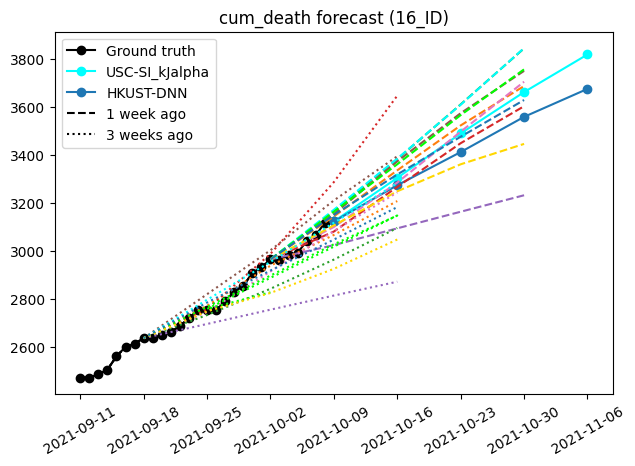 cum_death forecast (16_ID)
Ground truth
USC-SI_kJalpha
HKUST-DNN
1 week ago
3 weeks ago
3800
3600
3400
3200
3000
2800
2600
2021-09-11
2021-09-18
2021-09-25
2021-10-02
2021-10-09
2021-10-16
2021-10-23
2021-10-30
2021-11-06